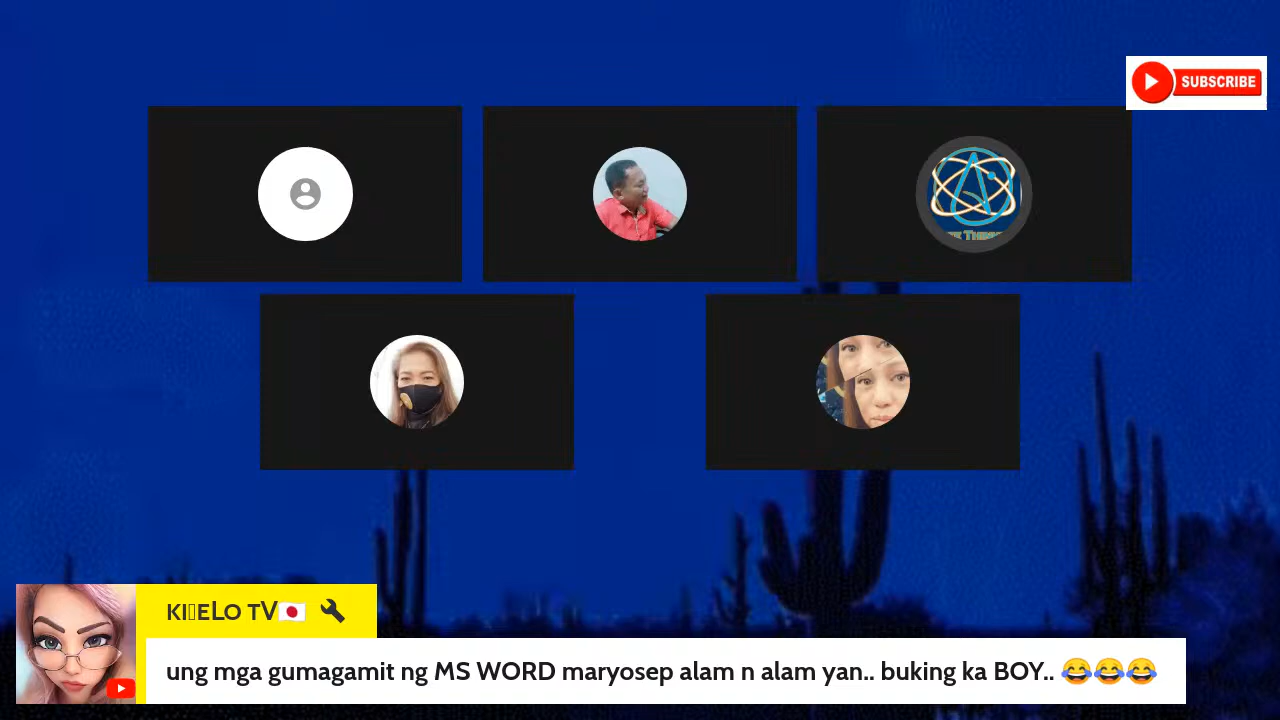 SUBSCRIBE
KI▯ELO TV🇯🇵
ung mga gumagamit ng MS WORD maryosep alam n alam yan.. buking ka BOY.. 😂😂😂